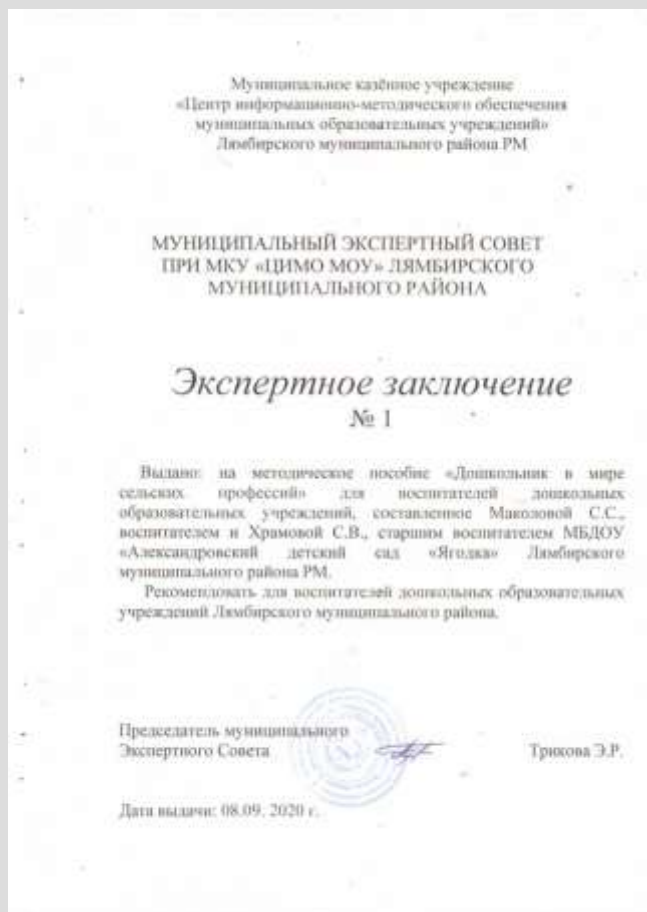 Муниципальное казённое учреждение
«Центр информационно-методического обеспечения
муниципальных образовательных учреждений»
Лямбирского муниципального района РМ
МУНИЦИПАЛЬНЫЙ ЭКСПЕРТНЫЙ СОВЕТ
ПРИ МКУ «ЦИМО МОУ» ЛЯМБИРСКОГО
МУНИЦИПАЛЬНОГО РАЙОНА
Экспертное заключение
№ 1
Выдано: на методическое пособие «Дошкольник в мире
сельских профессий» для воспитателей дошкольных
образовательных учреждений, составленное Маколовой С.С.,
воспитателем и Храмовой С.В., старшим воспитателем МБДОУ
«Александровский детский сад «Ягодка» Лямбирского
муниципального района РМ.
Рекомендовать для воспитателей дошкольных образовательных
учреждений Лямбирского муниципального района.
Председатель муниципального
Экспертного Совета Трикова Э.Р.
Дата выдачи: 08.09. 2020 г.